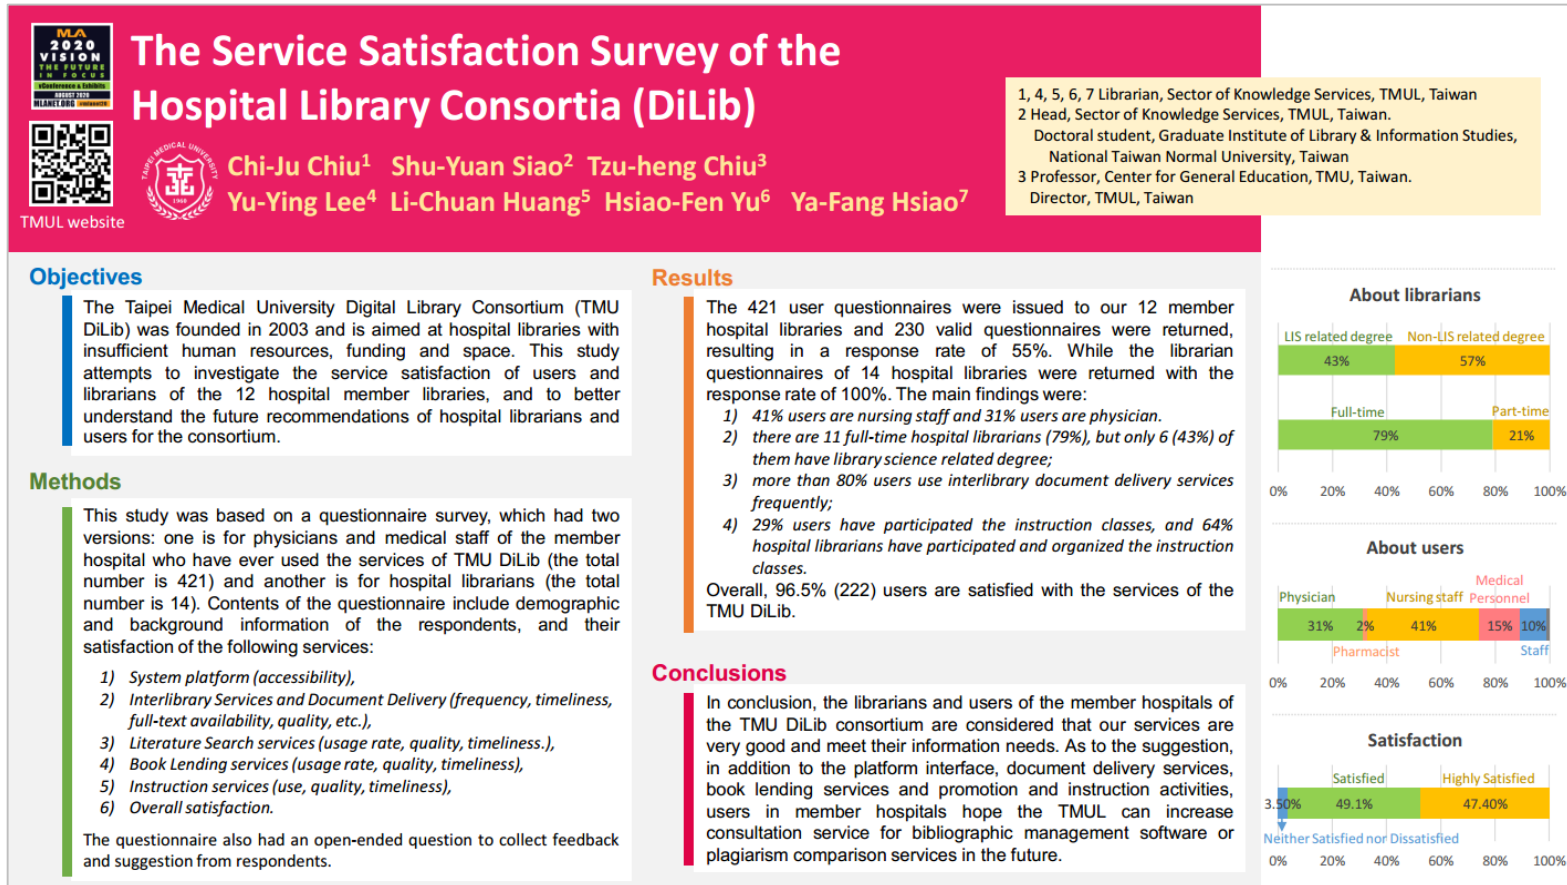 MLA
2020
VISION
THE FUTURE
IN FOCUS
vConference & Exhibits
AUGUST 2020
MLANET.ORG #mlanet20
TMUL website
The Service Satisfaction Survey of the
Hospital Library Consortia (DiLib)
TAIPEI MEDICAL UNIVERSITY
1960
Chi-Ju Chiu1 Shu-Yuan Siao2 Tzu-heng Chiu3
Yu-Ying Lee4 Li-Chuan Huang5 Hsiao-Fen Yu6 Ya-Fang Hsiao7
1, 4, 5, 6, 7 Librarian, Sector of Knowledge Services, TMUL, Taiwan
2 Head, Sector of Knowledge Services, TMUL, Taiwan.
Doctoral student, Graduate Institute of Library & Information Studies,
National Taiwan Normal University, Taiwan
3 Professor, Center for General Education, TMU, Taiwan.
Director, TMUL, Taiwan
Objectives
The Taipei Medical University Digital Library Consortium (TMU
DiLib) was founded in 2003 and is aimed at hospital libraries with
insufficient human resources, funding and space. This study
attempts to investigate the service satisfaction of users and
librarians of the 12 hospital member libraries, and to better
understand the future recommendations of hospital librarians and
users for the consortium.
Methods
This study was based on a questionnaire survey, which had two
versions: one is for physicians and medical staff of the member
hospital who have ever used the services of TMU DiLib (the total
number is 421) and another is for hospital librarians (the total
number is 14). Contents of the questionnaire include demographic
and background information of the respondents, and their
satisfaction of the following services:
1) System platform (accessibility),
2) Interlibrary Services and Document Delivery (frequency, timeliness,
full-text availability, quality, etc.),
3) Literature Search services (usage rate, quality, timeliness.),
4) Book Lending services (usage rate, quality, timeliness),
5) Instruction services (use, quality, timeliness),
6) Overall satisfaction.
The questionnaire also had an open-ended question to collect feedback
and suggestion from respondents.
Results
The 421 user questionnaires were issued to our 12 member
hospital libraries and 230 valid questionnaires were returned,
resulting in a response rate of 55%. While the librarian
questionnaires of 14 hospital libraries were returned with the
response rate of 100%. The main findings were:
1) 41% users are nursing staff and 31% users are physician.
2) there are 11 full-time hospital librarians (79%), but only 6 (43%) of
them have library science related degree;
3) more than 80% users use interlibrary document delivery services
frequently;
4) 29% users have participated the instruction classes, and 64%
hospital librarians have participated and organized the instruction
classes.
Overall, 96.5% (222) users are satisfied with the services of the
TMU DiLib.
Conclusions
In conclusion, the librarians and users of the member hospitals of
the TMU DiLib consortium are considered that our services are
very good and meet their information needs. As to the suggestion,
in addition to the platform interface, document delivery services,
book lending services and promotion and instruction activities,
users in member hospitals hope the TMUL can increase
consultation service for bibliographic management software or
plagiarism comparison services in the future.
About librarians
LIS related degree Non-LIS related degree
43% 57%
Full-time Part-time
79% 21%
0% 20% 40% 60% 80% 100%
About users
Medical
Physician Nursing staff Personnel
31% 2% 41% 15% 10%
Pharmacist Staff
0% 20% 40% 60% 80% 100%
Satisfaction
Satisfied Highly Satisfied
3.50% 49.1% 47.40%
Neither Satisfied nor Dissatisfied
0% 20% 40% 60% 80% 100%